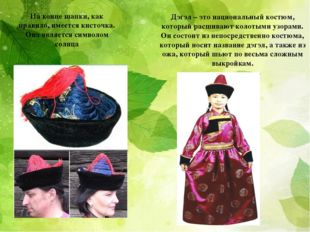 На конце шапки, как
правило, имеется кисточка.
Она является символом
солнца
Дэгэл – это национальный костюм,
который расшивают золотыми узорами.
Он состоит из непосредственно костюма,
который носит название дэгэл, а также из
ожа, который шьют по весьма сложным
выкройкам.